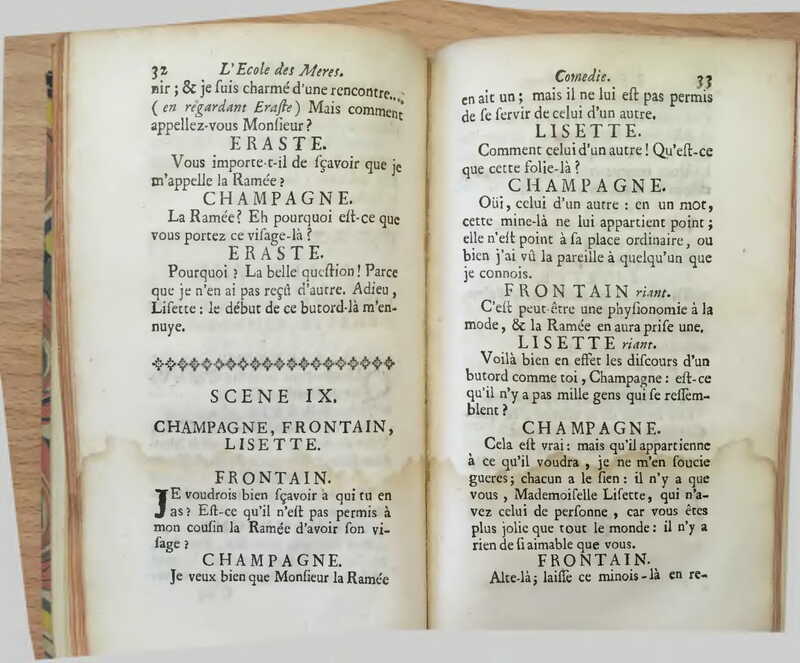 32 L'Ecole des Meres.
nir ; & je ſuis charmé d'une rencontre...
( en regardant Eraſte ) Mais comment
appellez-vous Monſieur ?
ERASTE.
Vous importe-t-il de ſçavoir que je
m'appelle la Ramée ?
CHAMPAGNE.
La Ramée ? Eh pourquoi eſt-ce que
vous portez ce viſage-là ?
ERASTE.
Pourquoi ? La belle queſtion ! Parce
que je n'en ai pas reçû d'autre. Adieu ,
Liſette : le début de ce butord-là m'en-
nuye.
SCENE IX.
CHAMPAGNE, FRONTAIN,
LISETTE.
FRONTAIN.
JE voudrois bien ſçavoir à qui tu en
as ? Eſt-ce qu'il n'eſt pas permis à
mon couſin la Ramée d'avoir ſon vi-
ſage ?
CHAMPAGNE.
Je veux bien que Monſieur la Ramée
Comedie. 33
en ait un ; mais il ne lui eſt pas permis
de ſe ſervir de celui d'un autre.
LISETTE.
Comment celui d'un autre ! Qu'eſt-ce
que cette folie-là ?
CHAMPAGNE.
Oüi, celui d'un autre : en un mot,
cette mine-là ne lui appartient point ;
elle n'eſt point à ſa place ordinaire, ou
bien j'ai vû la pareille à quelqu'un que
je connois.
FRONTAIN riant.
C'eſt peut-être une phyſionomie à la
mode, & la Ramée en aura priſe une.
LISETTE riant.
Voilà bien en effet les diſcours d'un
butord comme toi , Champagne : eſt-ce
qu'il n'y a pas mille gens qui ſe reſſem-
blent ?
CHAMPAGNE.
Cela eſt vrai : mais qu'il appartienne
à ce qu'il voudra , je ne m'en ſoucie
gueres ; chacun a le ſien : il n'y a que
vous , Mademoiſelle Liſette, qui n'a-
vez celui de perſonne , car vous êtes
plus jolie que tout le monde : il n'y a
rien de ſi aimable que vous.
FRONTAIN.
Alte-là ; laiſſe ce minois-là en re-